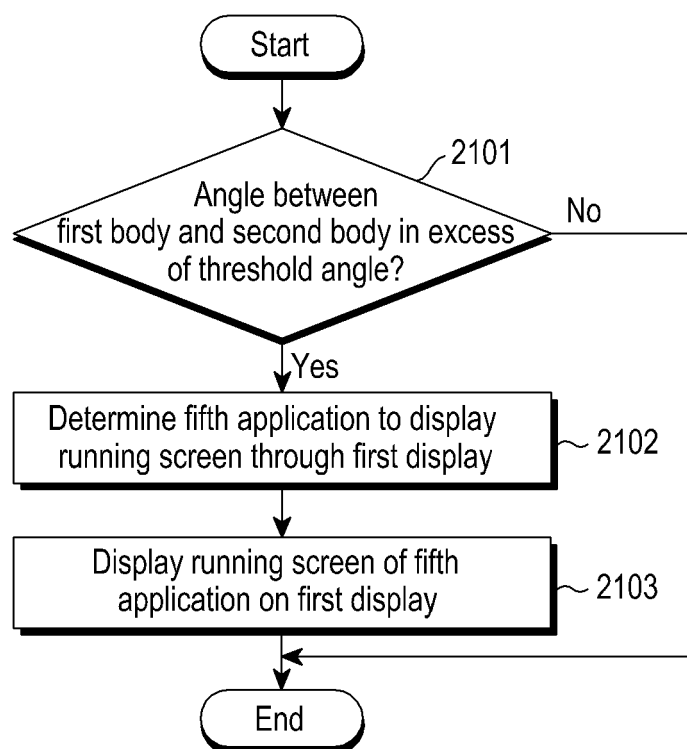 Start
2101
Angle between
first body and second body in excess
of threshold angle?
No
Yes
Determine fifth application to display
running screen through first display
2102
Display running screen of fifth
application on first display
2103
End